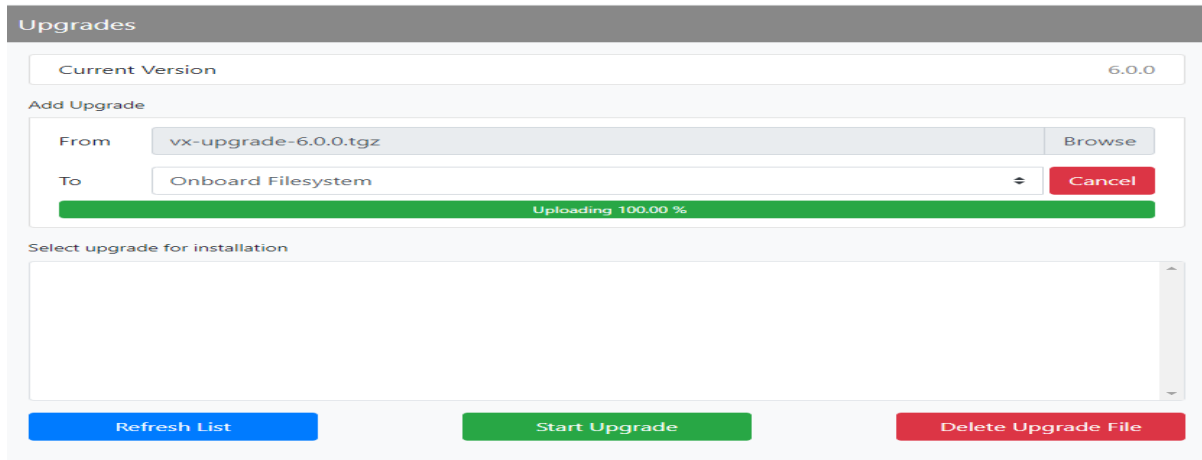 Upgrades
Current Version 6.0.0
Add Upgrade
From vx-upgrade-6.0.0.tgz Browse
To Onboard Filesystem Cancel
Uploading 100.00 %
Select upgrade for installation
Refresh List Start Upgrade Delete Upgrade File